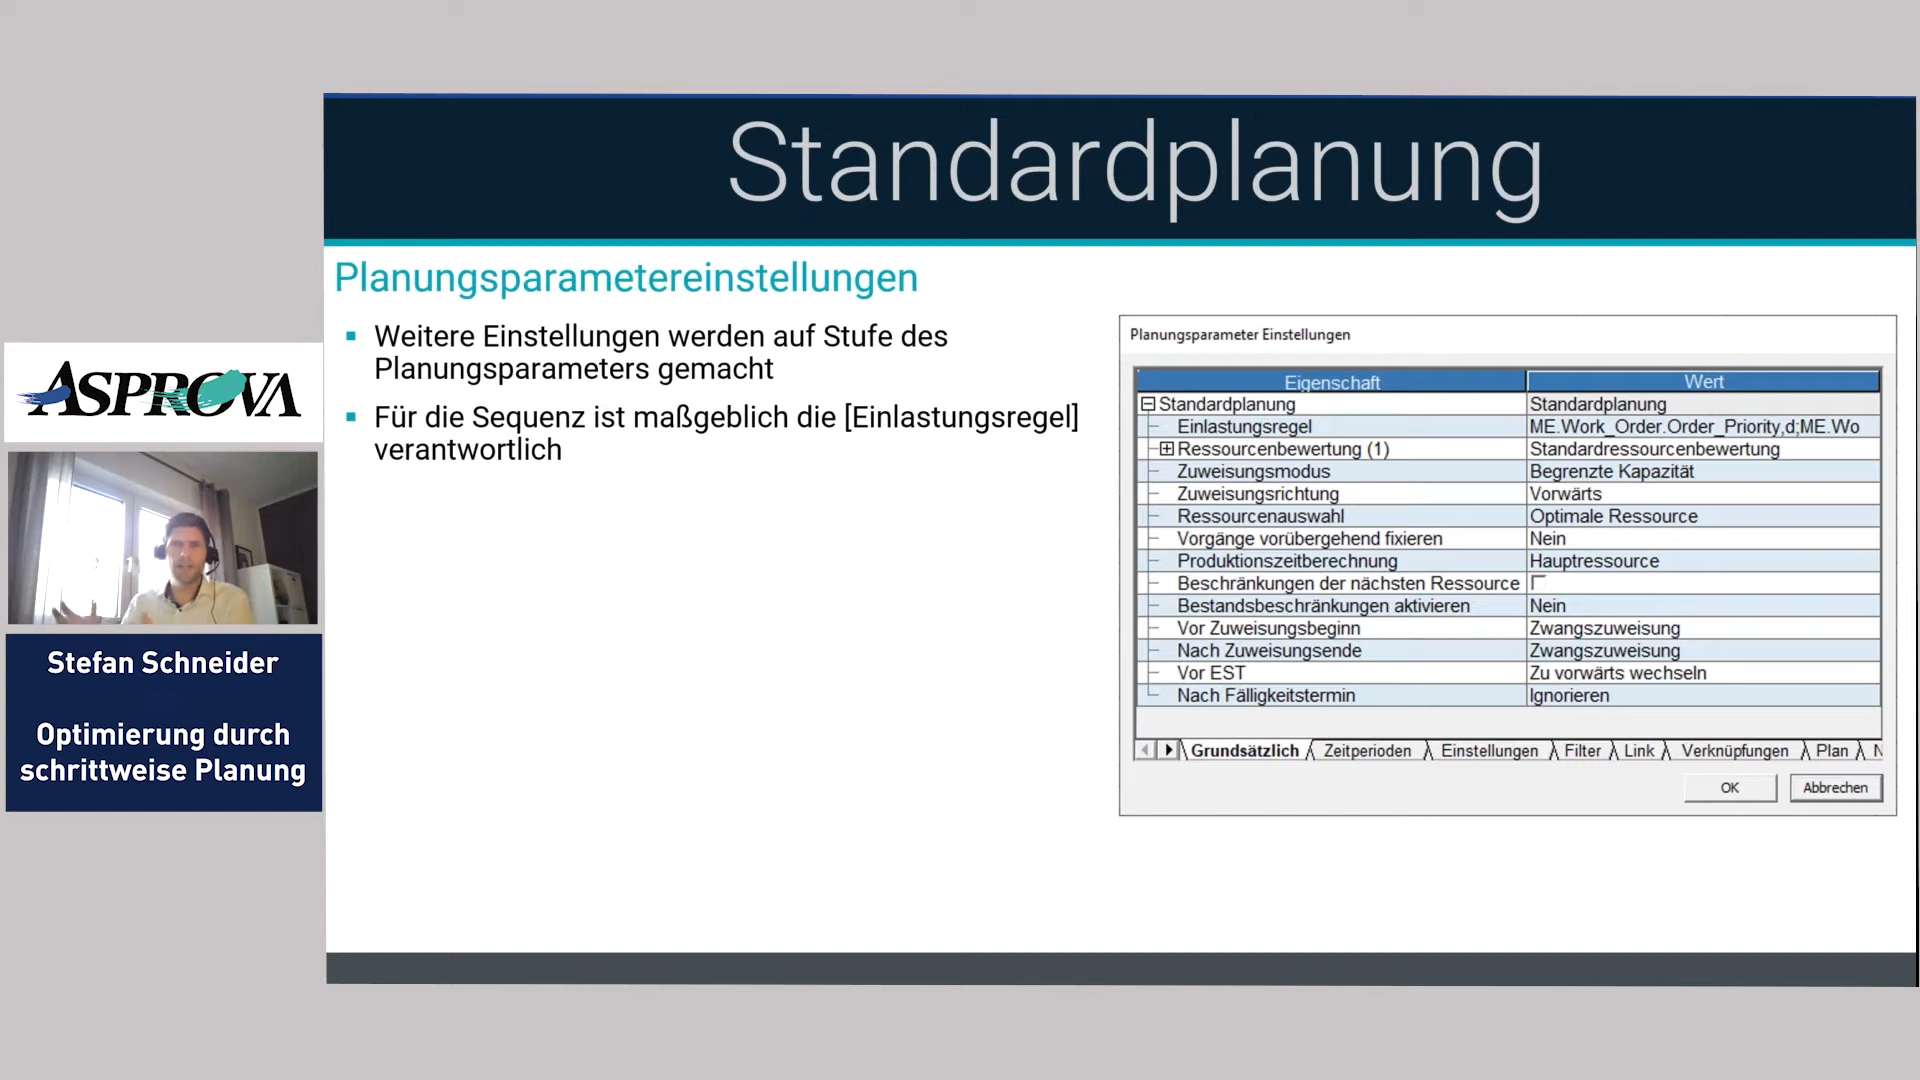 Standardplanung
Planungsparametereinstellungen
▪ Weitere Einstellungen werden auf Stufe des
Planungsparameters gemacht
▪ Für die Sequenz ist maßgeblich die [Einlastungsregel]
verantwortlich
ASPROVA
Stefan Schneider
Optimierung durch
schrittweise Planung
Planungsparameter Einstellungen
Eigenschaft Wert
Standardplanung Standardplanung
Einlastungsregel ME.Work_Order.Order_Priority,d;ME.Wo
Ressourcenbewertung (1) Standardressourcenbewertung
Zuweisungsmodus Begrenzte Kapazität
Zuweisungsrichtung Vorwärts
Ressourcenauswahl Optimale Ressource
Vorgänge vorübergehend fixieren Nein
Produktionszeitberechnung Hauptressource
Beschränkungen der nächsten Ressource
Bestandsbeschränkungen aktivieren Nein
Vor Zuweisungsbeginn Zwangszuweisung
Nach Zuweisungsende Zwangszuweisung
Vor EST Zu vorwärts wechseln
Nach Fälligkeitstermin Ignorieren
Grundsätzlich Zeitperioden Einstellungen Filter Link Verknüpfungen Plan N
OK Abbrechen